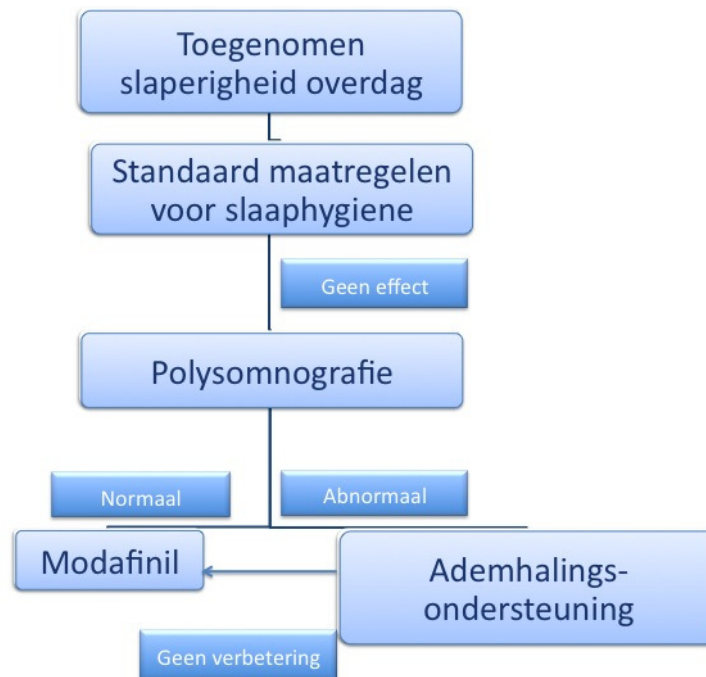 Toegenomen
slaperigheid overdag
Standaard maatregelen
voor slaaphygiene
Geen effect
Polysomnografie
Normaal
Abnormaal
Modafinil
Ademhalings-
ondersteuning
Geen verbetering